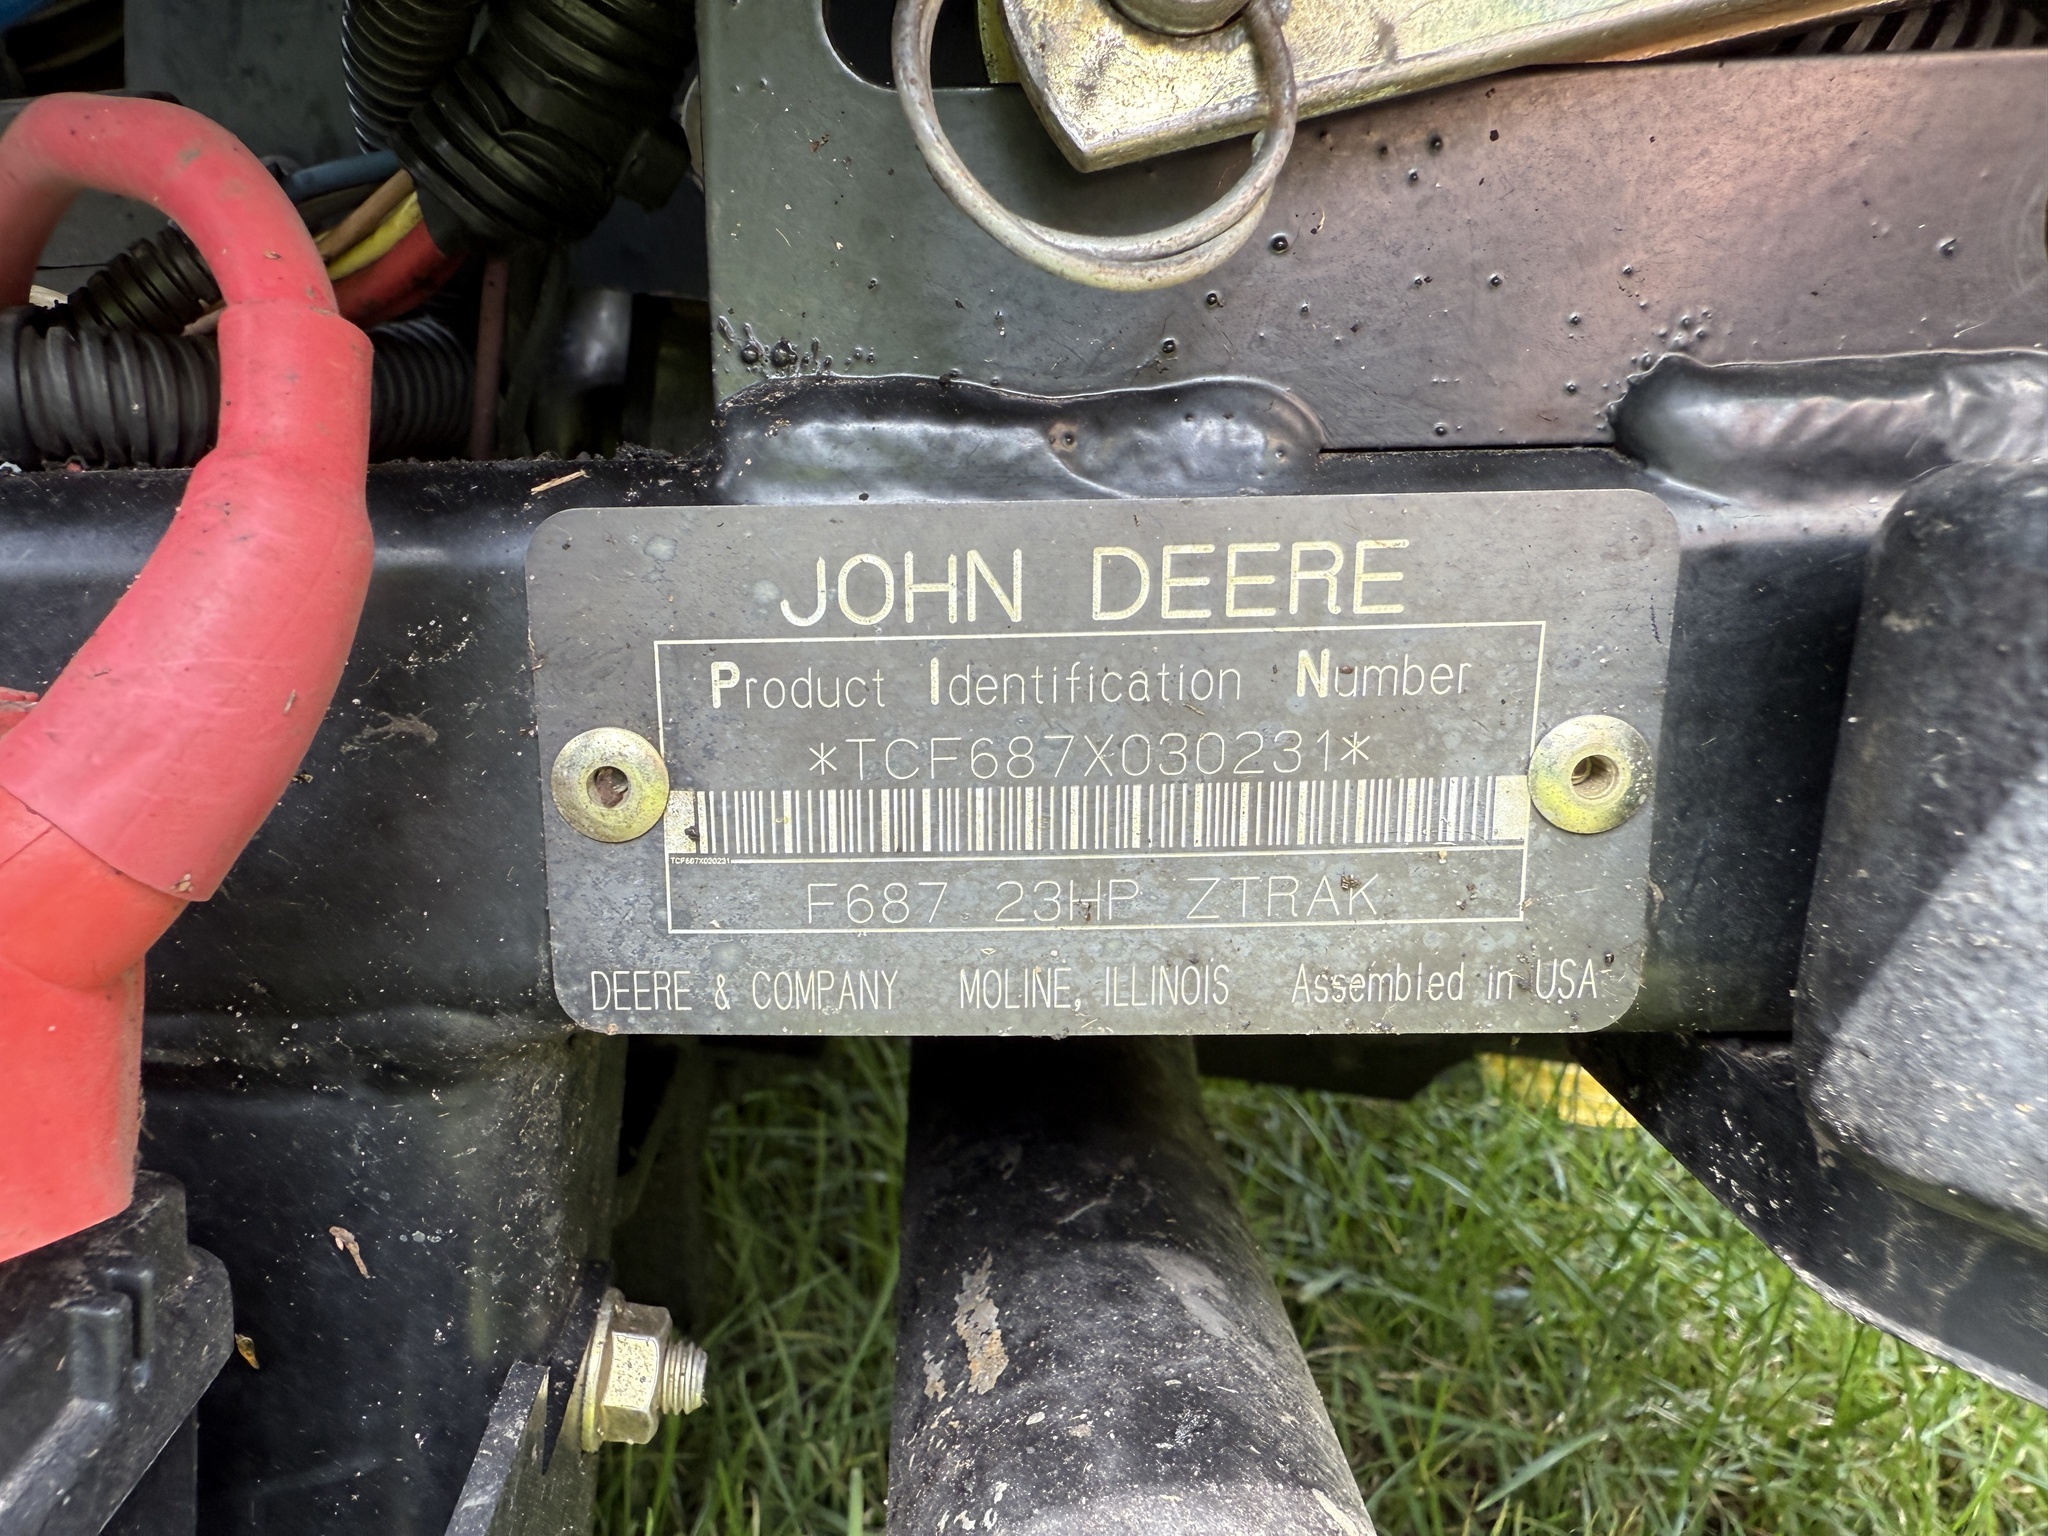 JOHN DEERE
Product Identification Number
*TCF687X030231*
TCF687X030231
F687 23HP ZTRAK
DEERE & COMPANY MOLINE, ILLINOIS Assembled in USA